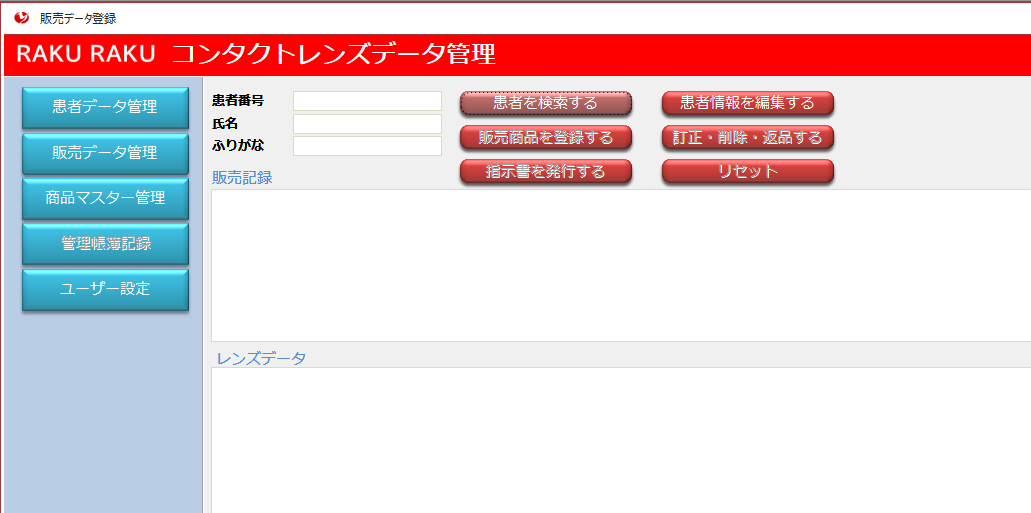 販売データ登録
RAKU RAKU コンタクトレンズデータ管理
患者データ管理
販売データ管理
商品マスター管理
管理帳簿記録
ユーザー設定
患者番号
氏名
ふりがな
患者を検索する
患者情報を編集する
販売商品を登録する
訂正・削除・返品する
指示書を発行する
リセット
販売記録
レンズデータ